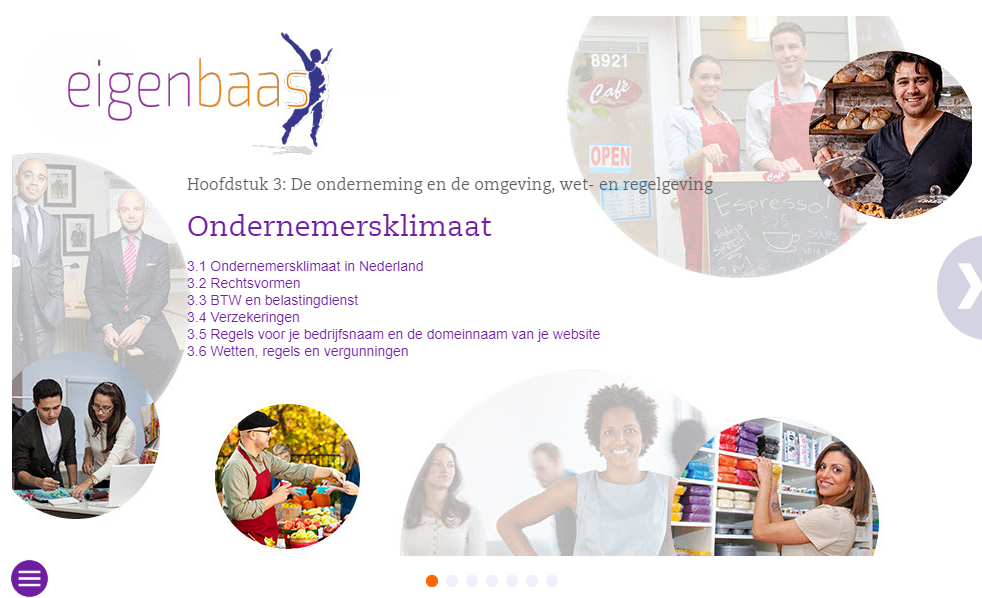 eigenbaas
8921
Café
OPEN
Café
Espresso!
Hoofdstuk 3: De onderneming en de omgeving, wet- en regelgeving
Ondernemersklimaat
3.1 Ondernemersklimaat in Nederland
3.2 Rechtsvormen
3.3 BTW en belastingdienst
3.4 Verzekeringen
3.5 Regels voor je bedrijfsnaam en de domeinnaam van je website
3.6 Wetten, regels en vergunningen